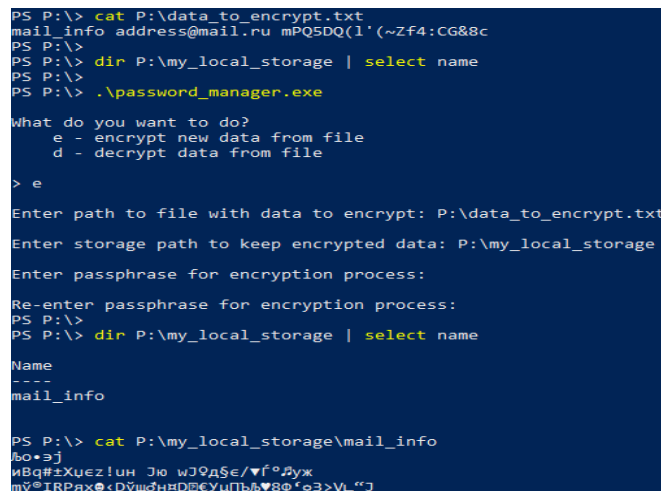 PS P:\> cat P:\data_to_encrypt.txt
mail_info address@mail.ru mPQ5DQ(l'(~Zf4:CG&8c
PS P:\>
PS P:\> dir P:\my_local_storage | select name
PS P:\>
PS P:\> .\password_manager.exe
What do you want to do?
e - encrypt new data from file
d - decrypt data from file
> e
Enter path to file with data to encrypt: P:\data_to_encrypt.txt
Enter storage path to keep encrypted data: P:\my_local_storage
Enter passphrase for encryption process:
Re-enter passphrase for encryption process:
PS P:\>
PS P:\> dir P:\my_local_storage | select name
Name
----
mail_info
PS P:\> cat P:\my_local_storage\mail_info